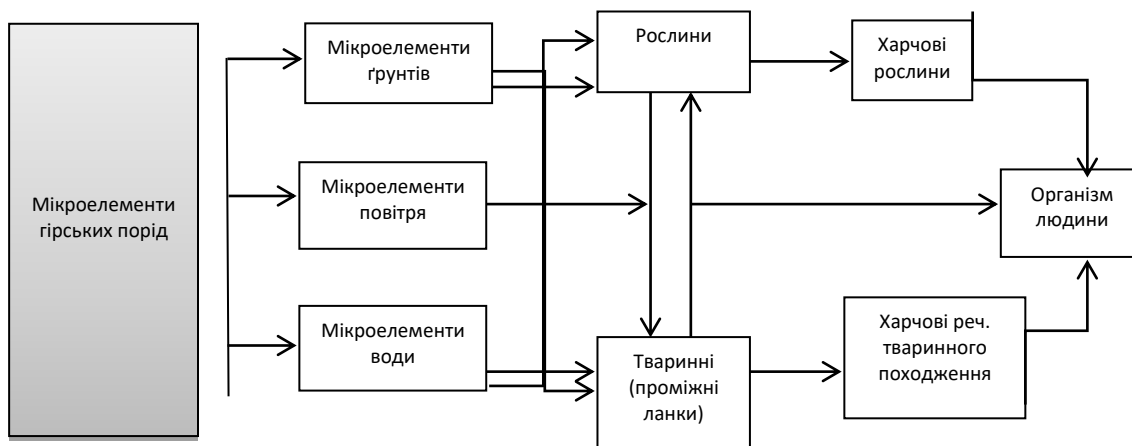 Мікроелементи
гірських порід
Мікроелементи
ґрунтів
Мікроелементи
повітря
Мікроелементи
води
Рослини
Тваринні
(проміжні
ланки)
Харчові
рослини
Харчові реч.
тваринного
походження
Організм
людини